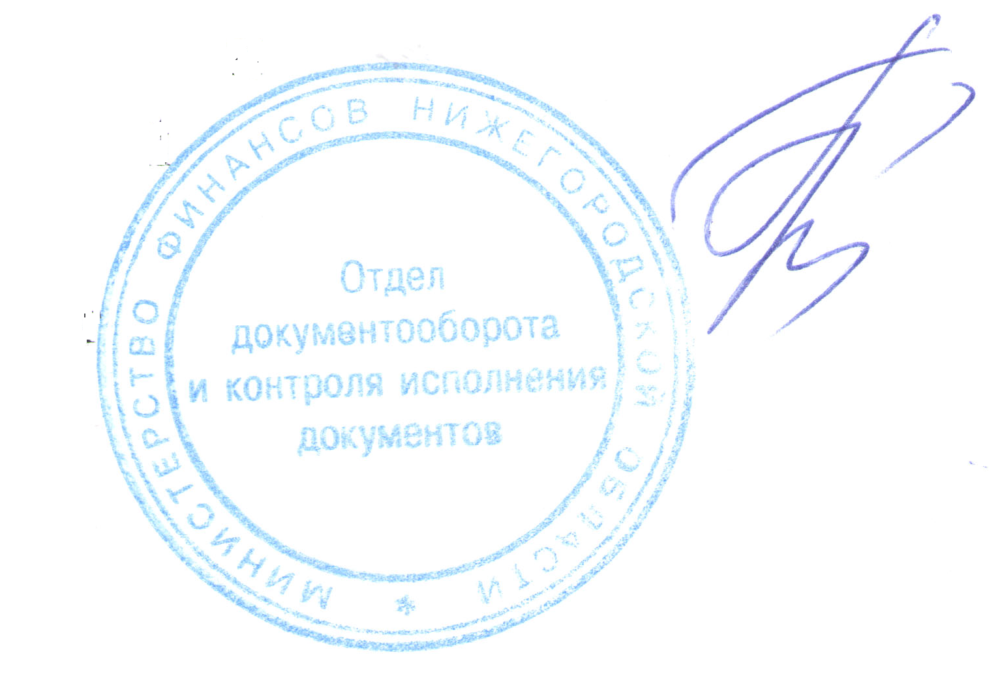 МИНИСТЕРСТВО ФИНАНСОВ НИЖЕГОРОДСКОЙ ОБЛАСТИ *
Отдел
документооборота
и контроля исполнения
документов